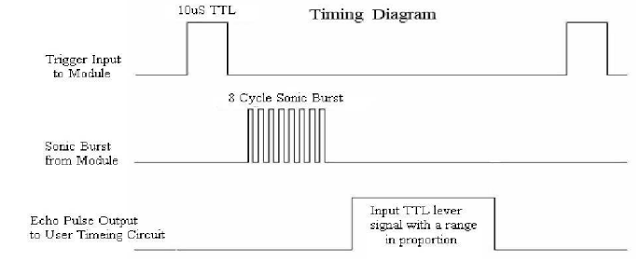 10uS TTL
Timing Diagram
Trigger Input
to Module
8 Cycle Sonic Burst
Sonic Burst
from Module
Echo Pulse Output
to User Timeing Circuit
Input TTL lever
signal with a range
in proportion